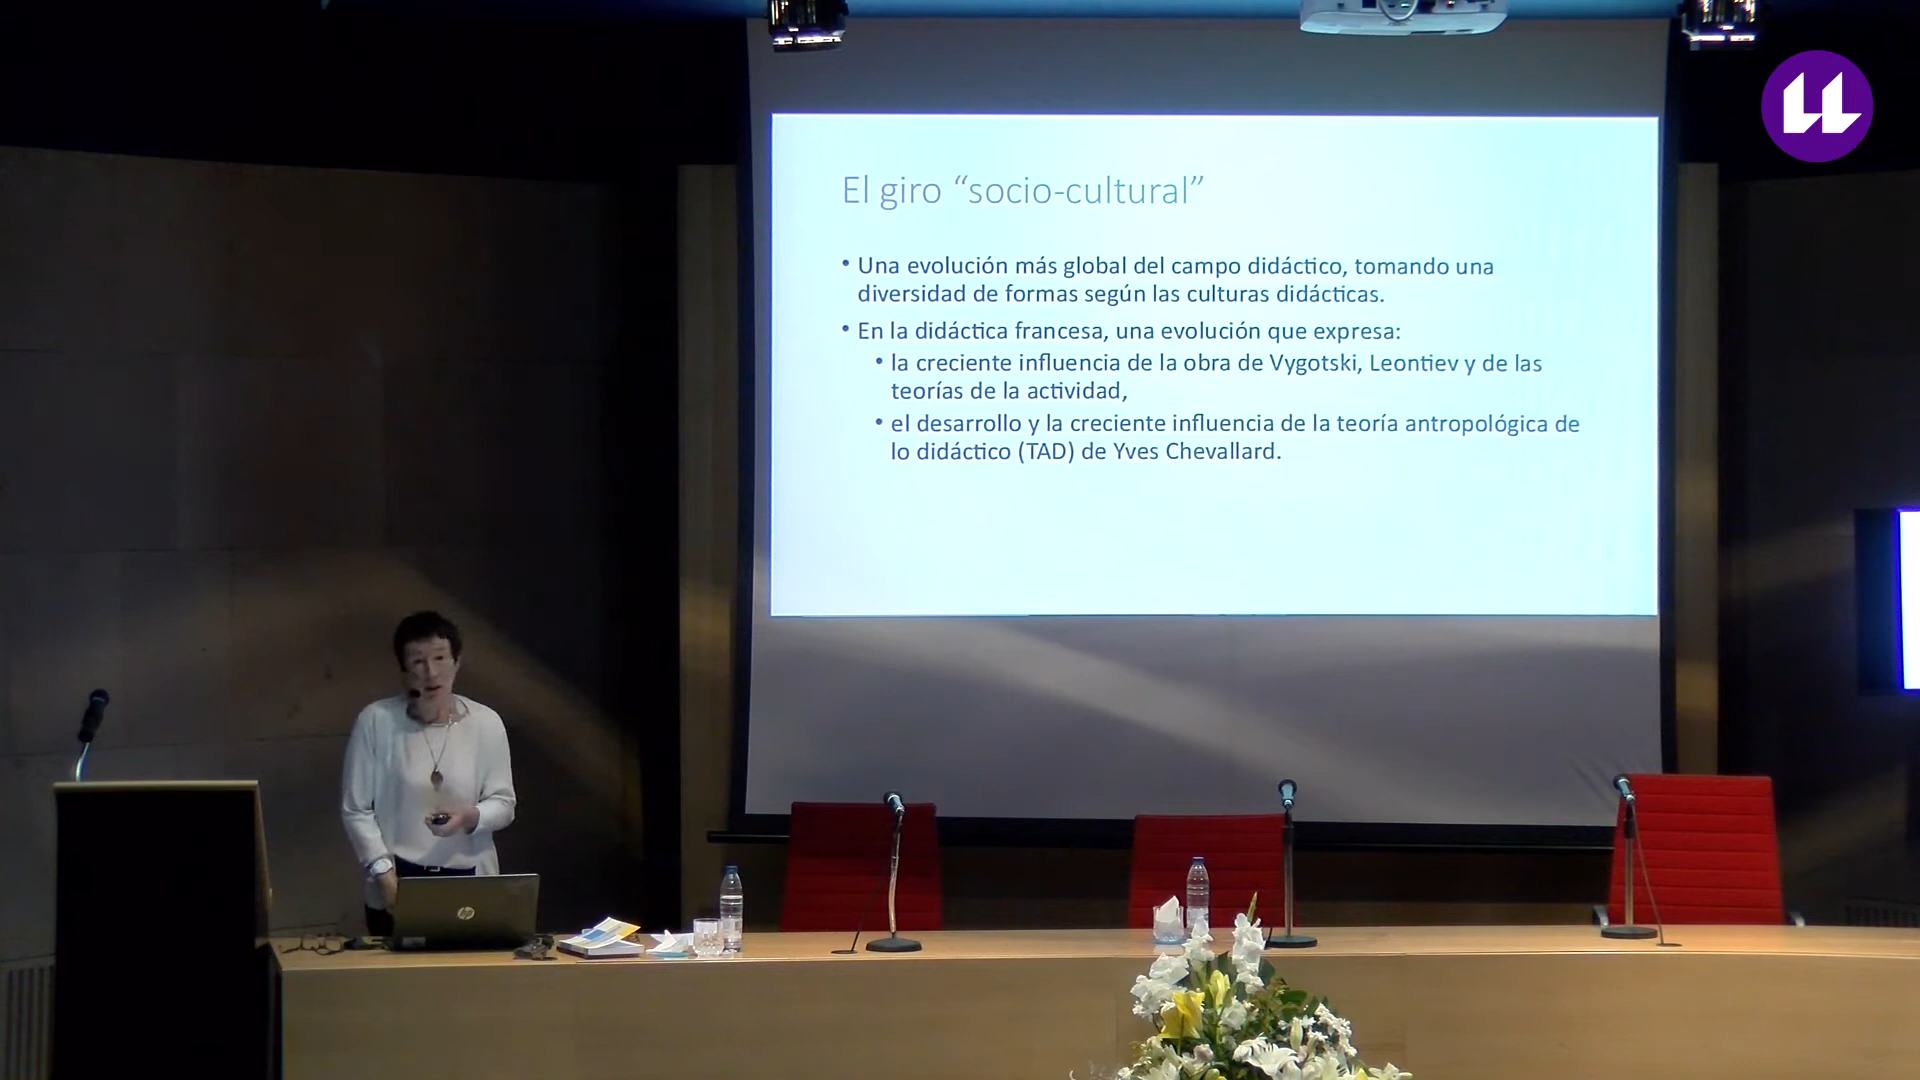 El giro “socio-cultural”
• Una evolución más global del campo didáctico, tomando una
diversidad de formas según las culturas didácticas.
• En la didáctica francesa, una evolución que expresa:
• la creciente influencia de la obra de Vygotski, Leontiev y de las
teorías de la actividad,
• el desarrollo y la creciente influencia de la teoría antropológica de
lo didáctico (TAD) de Yves Chevallard.
hp